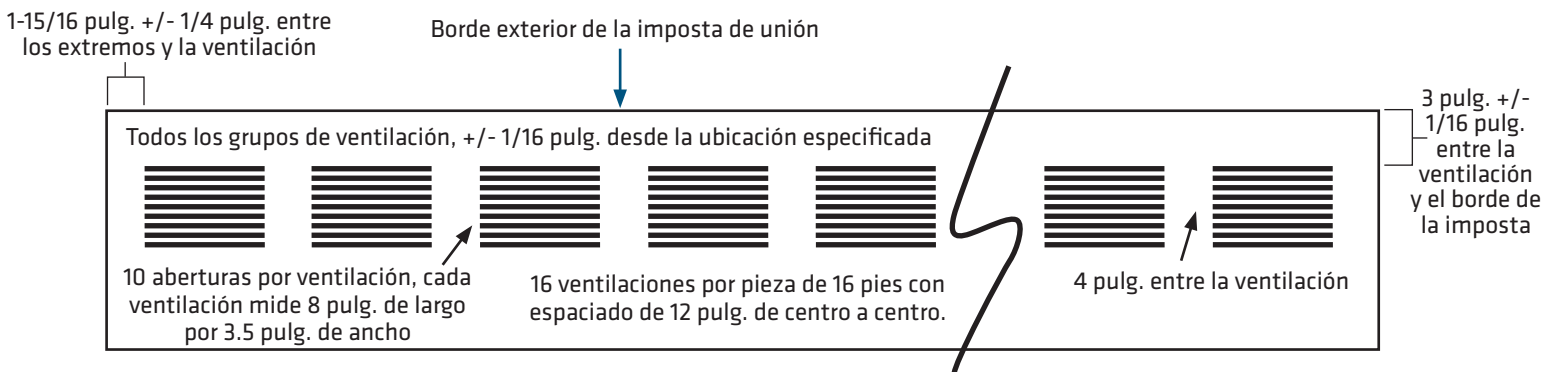 1-15/16 pulg. +/- 1/4 pulg. entre
los extremos y la ventilación
Borde exterior de la imposta de unión
3 pulg. +/-
1/16 pulg.
entre la
ventilación
y el borde de
la imposta
Todos los grupos de ventilación, +/- 1/16 pulg. desde la ubicación especificada
10 aberturas por ventilación, cada
ventilación mide 8 pulg. de largo
por 3.5 pulg. de ancho
16 ventilaciones por pieza de 16 pies con
espaciado de 12 pulg. de centro a centro.
4 pulg. entre la ventilación